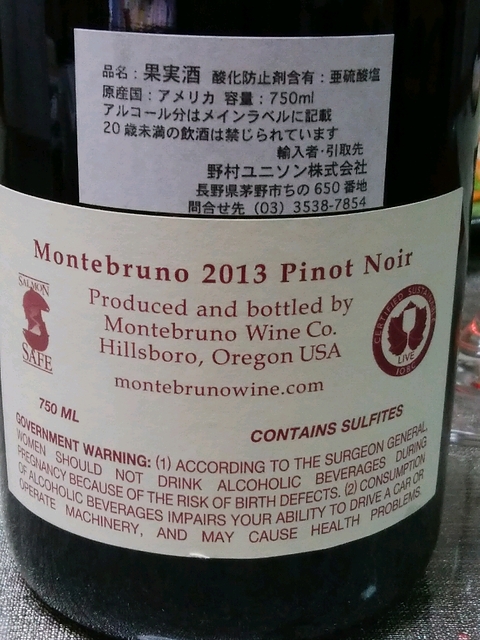 品名：果実酒 酸化防止剤含有：亜硫酸塩
原産国：アメリカ 容量：750ml
アルコール分はメインラベルに記載
20歳未満の飲酒は禁じられています
輸入者・引取先
野村ユニソン株式会社
長野県茅野市ちの650番地
問合せ先 (03) 3538-7854
Montebruno 2013 Pinot Noir
SALMON
SAFE
Produced and bottled by
Montebruno Wine Co.
Hillsboro, Oregon USA
montebrunowine.com
CERTIFIED SUSTAINABLE
LIVE
IOBC
750 ML
CONTAINS SULFITES
GOVERNMENT WARNING: (1) ACCORDING TO THE SURGEON GENERAL,
WOMEN SHOULD NOT DRINK ALCOHOLIC BEVERAGES DURING
PREGNANCY BECAUSE OF THE RISK OF BIRTH DEFECTS. (2) CONSUMPTION
OF ALCOHOLIC BEVERAGES IMPAIRS YOUR ABILITY TO DRIVE A CAR OR
OPERATE MACHINERY, AND MAY CAUSE HEALTH PROBLEMS.